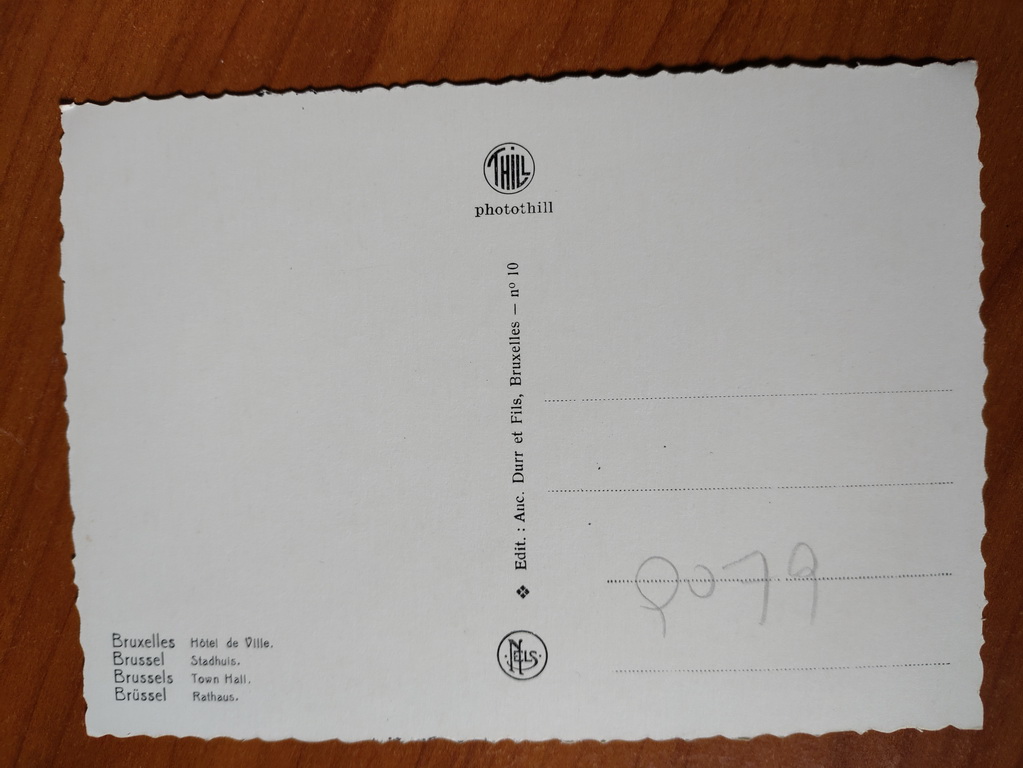 THILL
photothill
Edit. : Anc. Durr et Fils, Bruxelles — nº 10
NELS
Bruxelles Hôtel de Ville.
Brussel Stadhuis.
Brussels Town Hall.
Brüssel Rathaus.